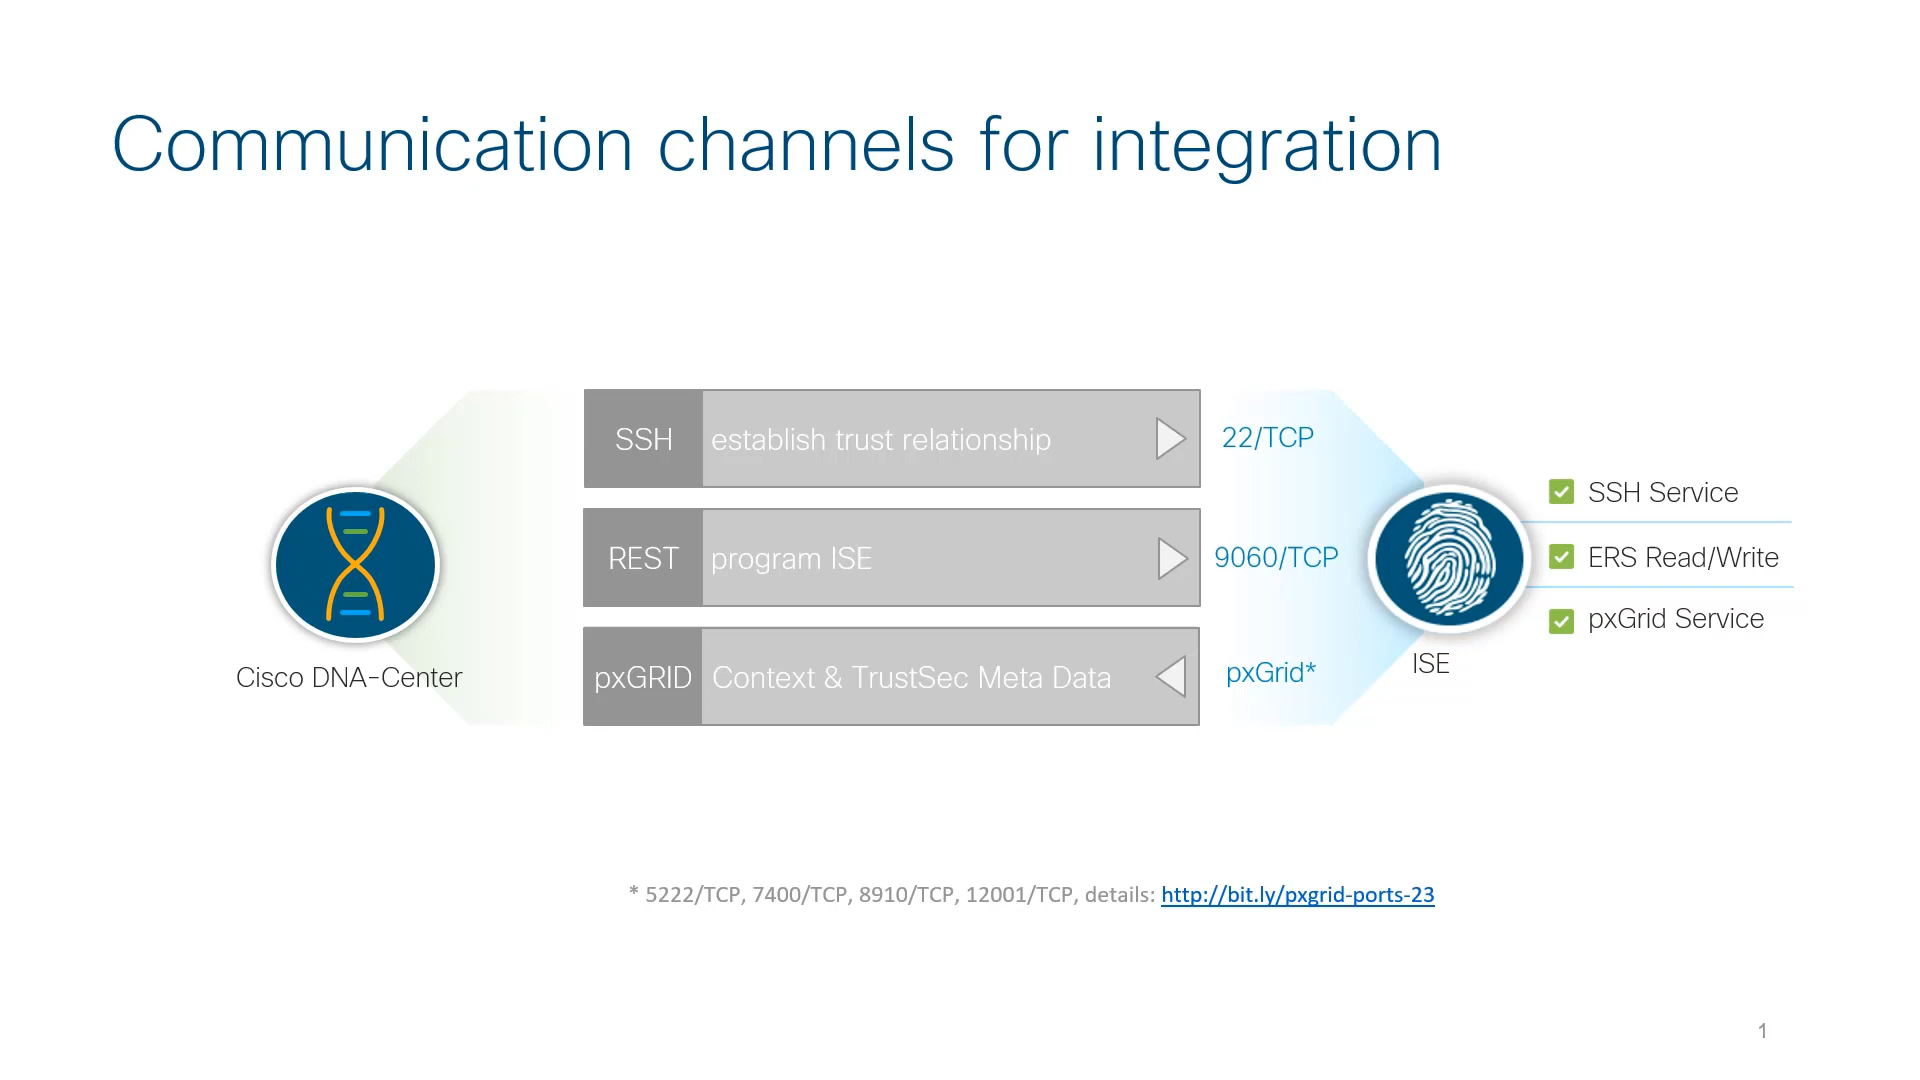 Communication channels for integration
SSH establish trust relationship 22/TCP
SSH Service
REST program ISE 9060/TCP
ERS Read/Write
pxGRID Context & TrustSec Meta Data pxGrid*
pxGrid Service
Cisco DNA-Center
ISE
* 5222/TCP, 7400/TCP, 8910/TCP, 12001/TCP, details: http://bit.ly/pxgrid-ports-23
1